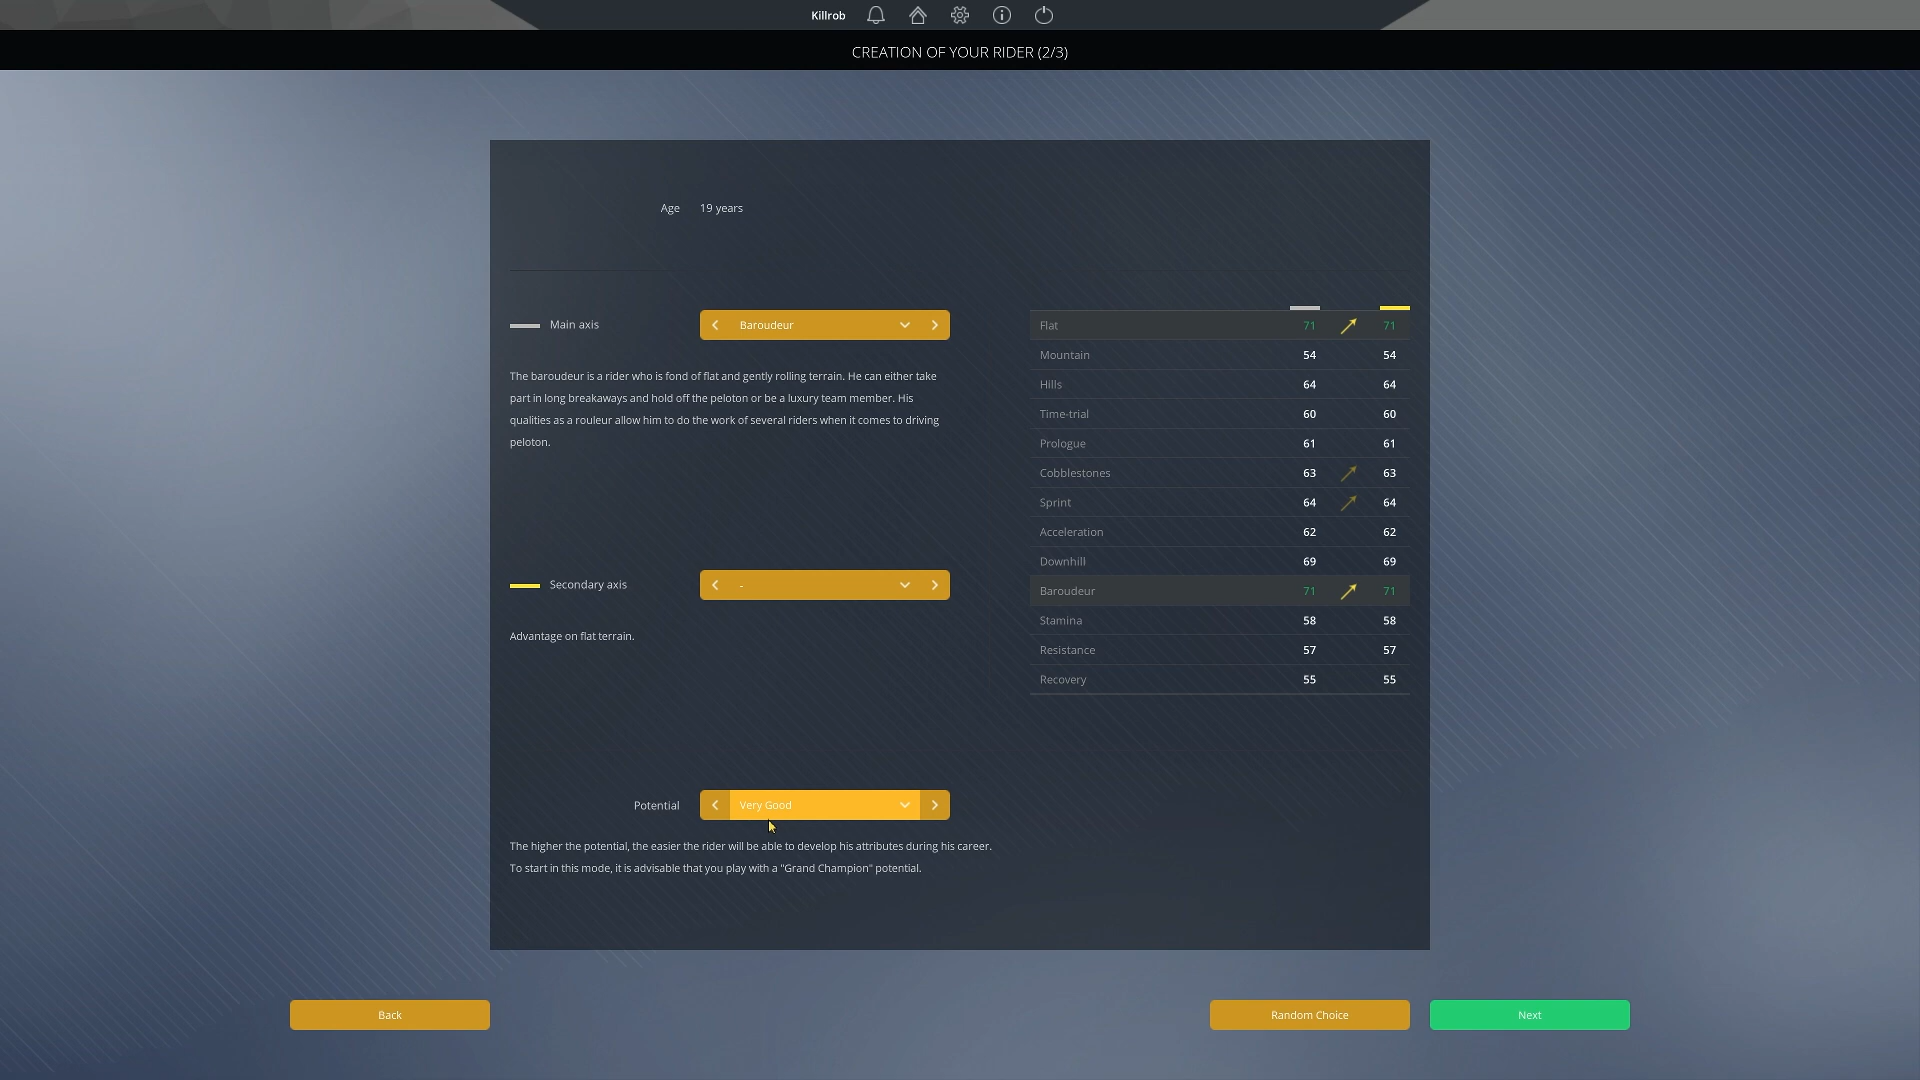 Killrob
CREATION OF YOUR RIDER (2/3)
Age 19 years
Main axis Baroudeur
The baroudeur is a rider who is fond of flat and gently rolling terrain. He can either take
part in long breakaways and hold off the peloton or be a luxury team member. His
qualities as a rouleur allow him to do the work of several riders when it comes to driving
peloton.
Secondary axis -
Advantage on flat terrain.
Potential Very Good
The higher the potential, the easier the rider will be able to develop his attributes during his career.
To start in this mode, it is advisable that you play with a "Grand Champion" potential.
Flat 71 71
Mountain 54 54
Hills 64 64
Time-trial 60 60
Prologue 61 61
Cobblestones 63 63
Sprint 64 64
Acceleration 62 62
Downhill 69 69
Baroudeur 71 71
Stamina 58 58
Resistance 57 57
Recovery 55 55
Back
Random Choice
Next